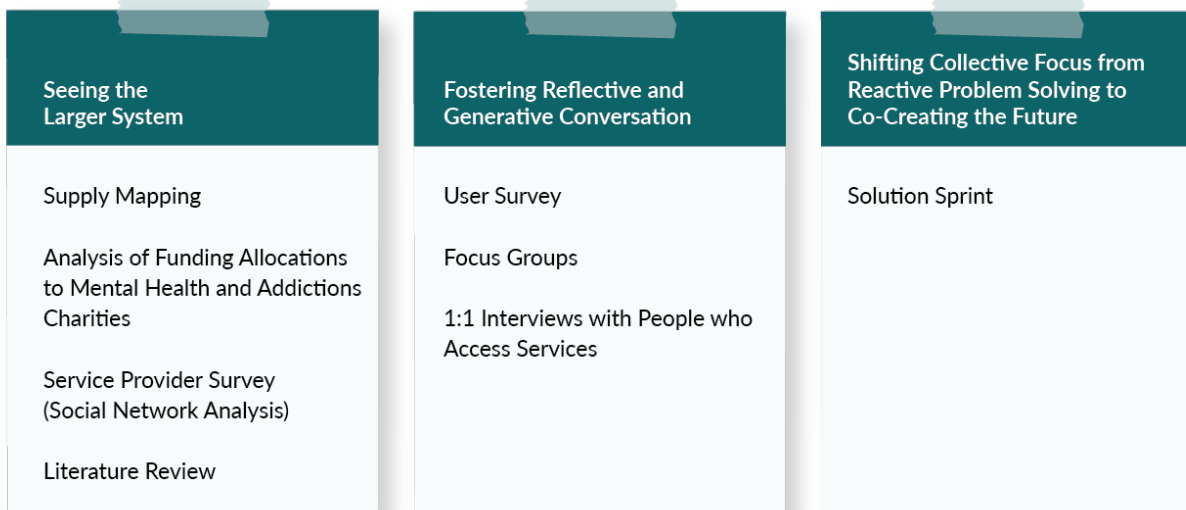 Seeing the
Larger System
Supply Mapping
Analysis of Funding Allocations
to Mental Health and Addictions
Charities
Service Provider Survey
(Social Network Analysis)
Literature Review
Fostering Reflective and
Generative Conversation
User Survey
Focus Groups
1:1 Interviews with People who
Access Services
Shifting Collective Focus from
Reactive Problem Solving to
Co-Creating the Future
Solution Sprint